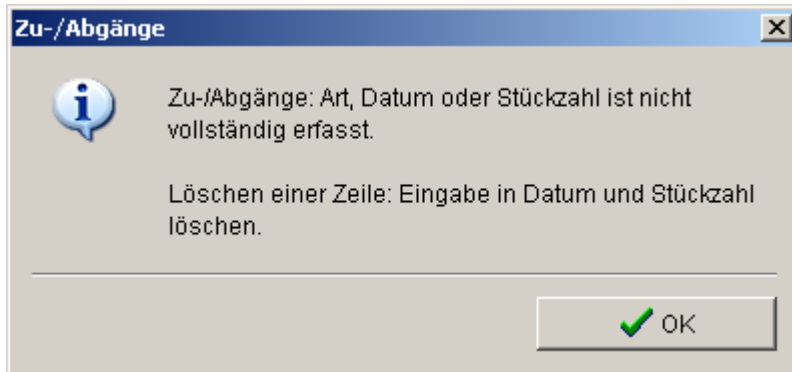 Zu-/Abgänge
Zu-/Abgänge: Art, Datum oder Stückzahl ist nicht
vollständig erfasst.
Löschen einer Zeile: Eingabe in Datum und Stückzahl
löschen.
OK